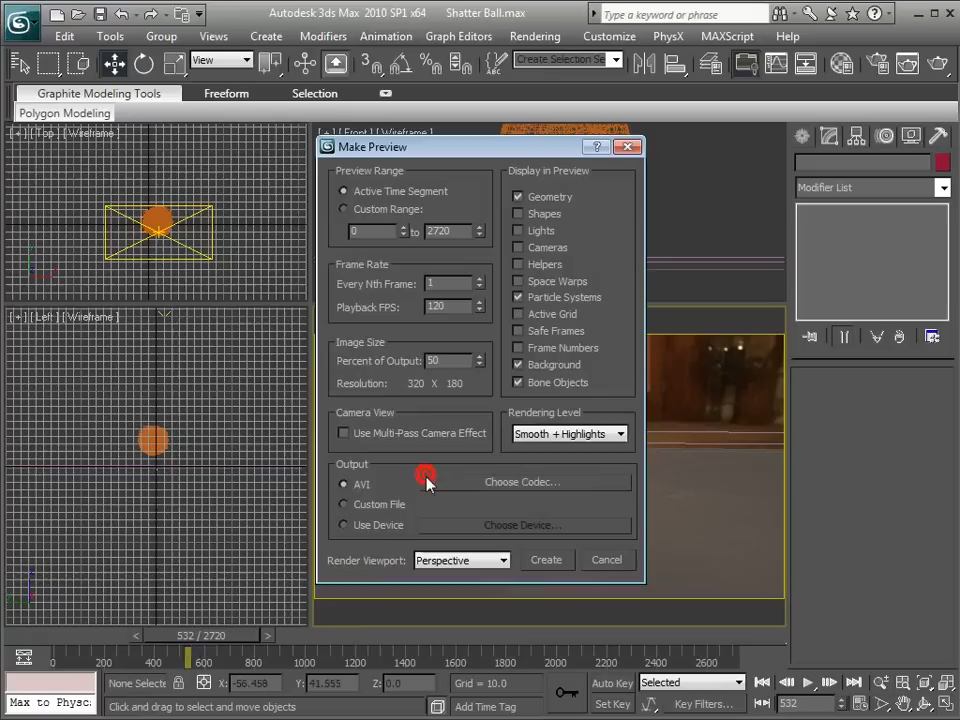 Autodesk 3ds Max 2010 SP1 x64 Shatter Ball.max
Type a keyword or phrase
Edit Tools Group Views Create Modifiers Animation Graph Editors Rendering Customize PhysX MAXScript Help
View
Create Selection Se
Graphite Modeling Tools Freeform Selection
Polygon Modeling
[ + ] [ Top ] [ Wireframe ]
[ + ] [ Front ] [ Wireframe ]
Make Preview
Preview Range
Active Time Segment
Custom Range:
0 to 2720
Frame Rate
Every Nth Frame: 1
Playback FPS: 120
Image Size
Percent of Output: 50
Resolution: 320 X 180
Camera View
Use Multi-Pass Camera Effect
Display in Preview
Geometry
Shapes
Lights
Cameras
Helpers
Space Warps
Particle Systems
Active Grid
Safe Frames
Frame Numbers
Background
Bone Objects
Rendering Level
Smooth + Highlights
Output
AVI
Choose Codec...
Custom File
Use Device
Choose Device...
Render Viewport: Perspective Create Cancel
Modifier List
[ + ] [ Left ] [ Wireframe ]
532 / 2720
0 200 400 600 800 1000 1200 1400 1600 1800 2000 2200 2400 2600
None Selecte X: -56.458 Y: 41.555 Z: 0.0 Grid = 10.0 Auto Key Selected
Max to Physc
Click and drag to select and move objects Add Time Tag Set Key Key Filters... 532